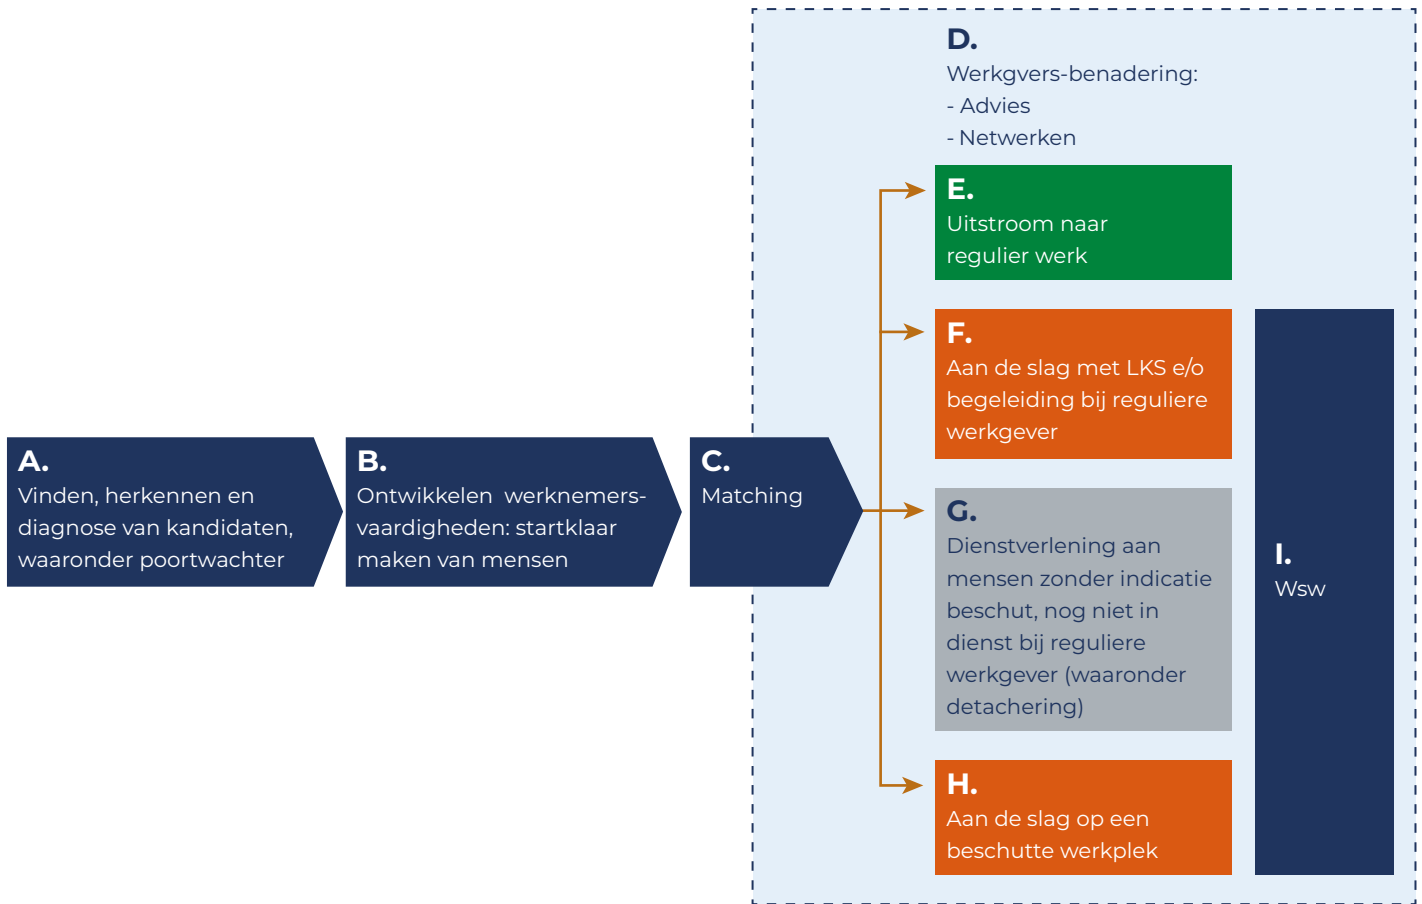 A.
Vinden, herkennen en
diagnose van kandidaten,
waaronder poortwachter
B.
Ontwikkelen werknemers-
vaardigheden: startklaar
maken van mensen
C.
Matching
D.
Werkgvers-benadering:
- Advies
- Netwerken
E.
Uitstroom naar
regulier werk
F.
Aan de slag met LKS e/o
begeleiding bij reguliere
werkgever
G.
Dienstverlening aan
mensen zonder indicatie
beschut, nog niet in
dienst bij reguliere
werkgever (waaronder
detachering)
H.
Aan de slag op een
beschutte werkplek
I.
Wsw